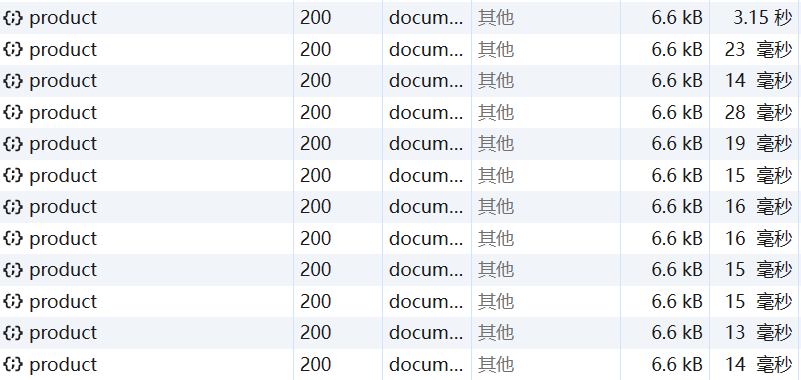 product 200 docum... 其他 6.6 kB 3.15 秒
product 200 docum... 其他 6.6 kB 23 毫秒
product 200 docum... 其他 6.6 kB 14 毫秒
product 200 docum... 其他 6.6 kB 28 毫秒
product 200 docum... 其他 6.6 kB 19 毫秒
product 200 docum... 其他 6.6 kB 15 毫秒
product 200 docum... 其他 6.6 kB 16 毫秒
product 200 docum... 其他 6.6 kB 16 毫秒
product 200 docum... 其他 6.6 kB 15 毫秒
product 200 docum... 其他 6.6 kB 15 毫秒
product 200 docum... 其他 6.6 kB 13 毫秒
product 200 docum... 其他 6.6 kB 14 毫秒